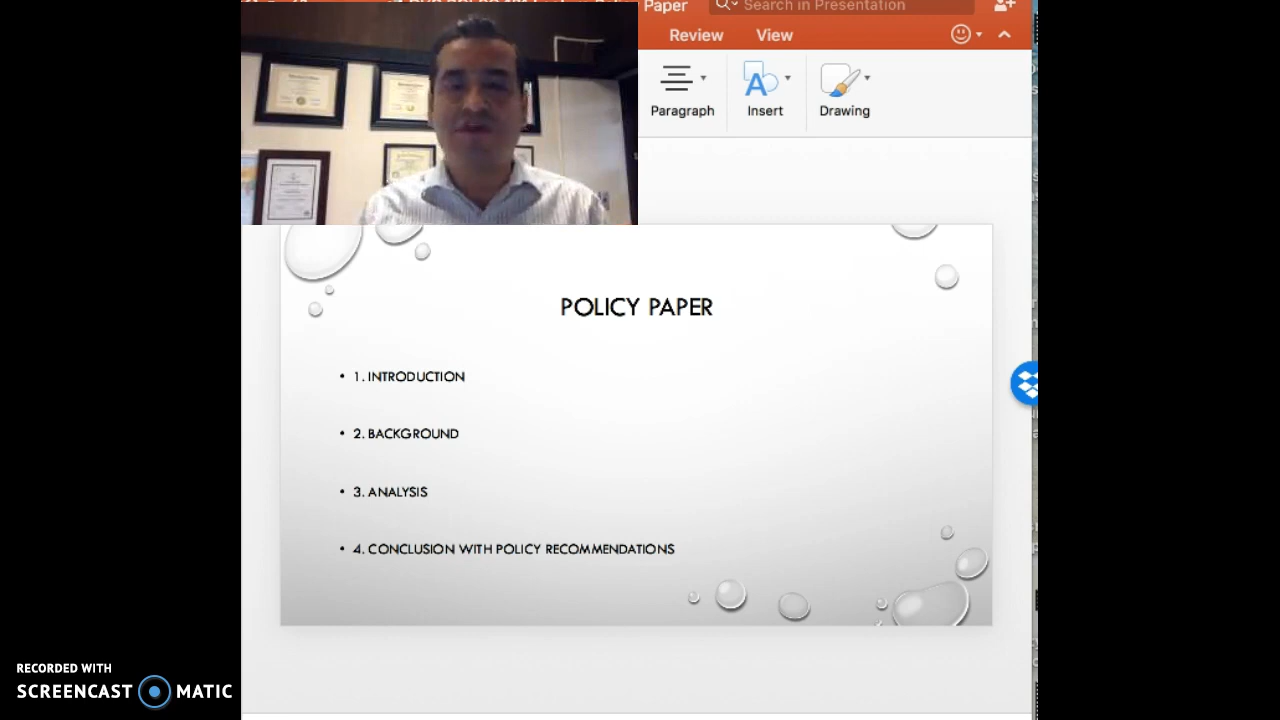 Paper
Search in Presentation
Review
View
Paragraph
Insert
Drawing
POLICY PAPER
• 1. INTRODUCTION
• 2. BACKGROUND
• 3. ANALYSIS
• 4. CONCLUSION WITH POLICY RECOMMENDATIONS
RECORDED WITH
SCREENCAST MATIC